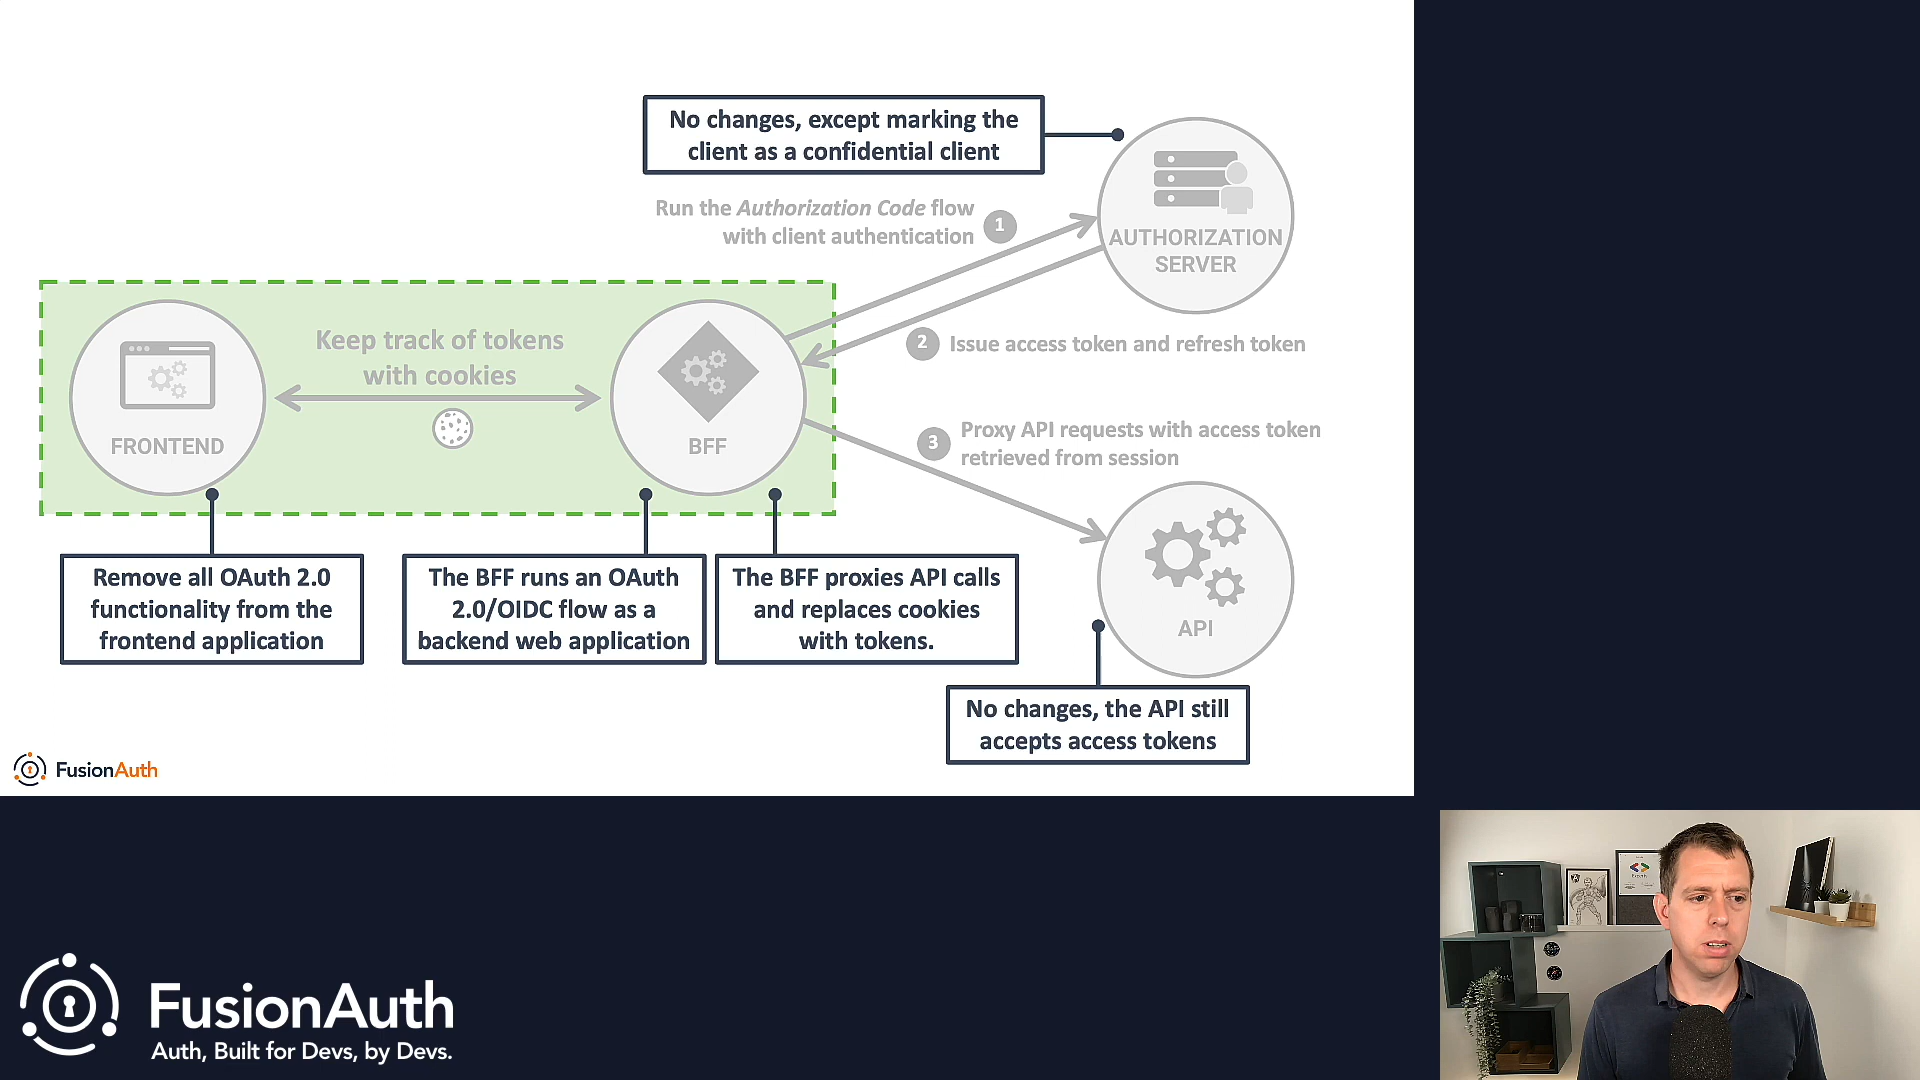 No changes, except marking the
client as a confidential client
AUTHORIZATION
SERVER
Run the Authorization Code flow
with client authentication
1
2
Issue access token and refresh token
Keep track of tokens
with cookies
FRONTEND
BFF
3
Proxy API requests with access token
retrieved from session
API
Remove all OAuth 2.0
functionality from the
frontend application
The BFF runs an OAuth
2.0/OIDC flow as a
backend web application
The BFF proxies API calls
and replaces cookies
with tokens.
No changes, the API still
accepts access tokens
FusionAuth
FusionAuth
Auth, Built for Devs, by Devs.